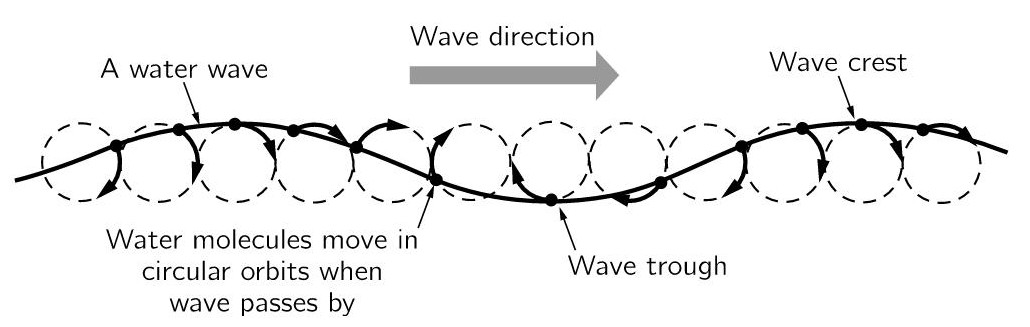 Wave direction
A water wave
Wave crest
Water molecules move in
circular orbits when
wave passes by
Wave trough